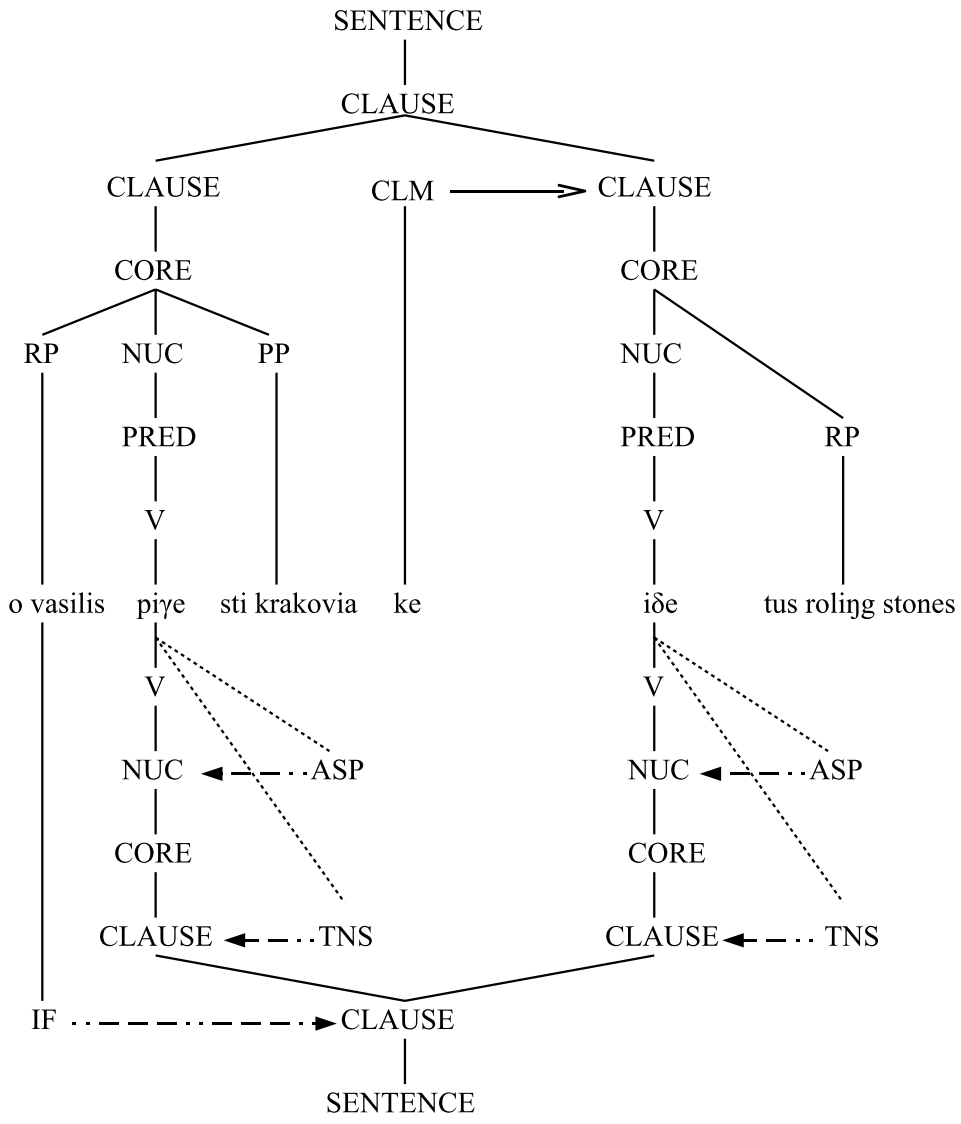 SENTENCE
CLAUSE
CLAUSE CLM CLAUSE
CORE CORE
RP NUC PP NUC
PRED PRED RP
V V
o vasilis piγe sti krakovia ke iδe tus roliŋg stones
V V
NUC ASP NUC ASP
CORE CORE
CLAUSE TNS CLAUSE TNS
IF CLAUSE
SENTENCE